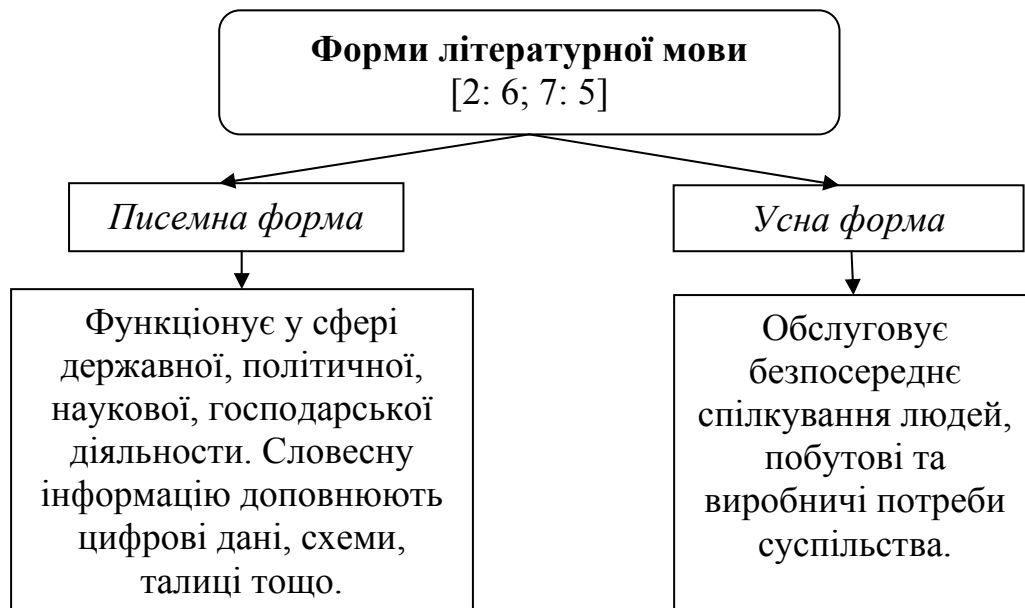 Форми літературної мови
[2: 6; 7: 5]
Писемна форма
Усна форма
Функціонує у сфері
державної, політичної,
наукової, господарської
діяльности. Словесну
інформацію доповнюють
цифрові дані, схеми,
талиці тощо.
Обслуговує
безпосереднє
спілкування людей,
побутові та
виробничі потреби
суспільства.